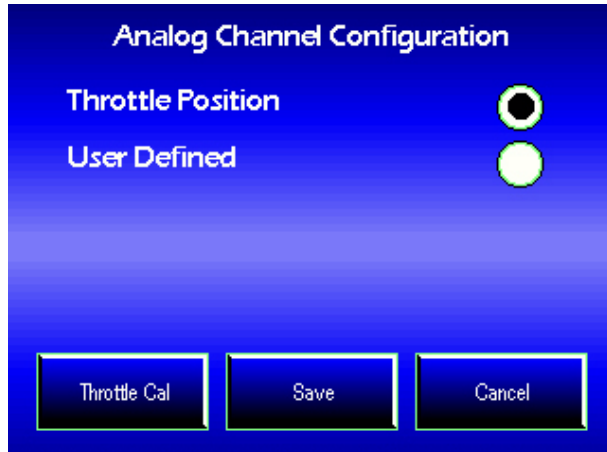 Analog Channel Configuration
Throttle Position
User Defined
Throttle Cal
Save
Cancel